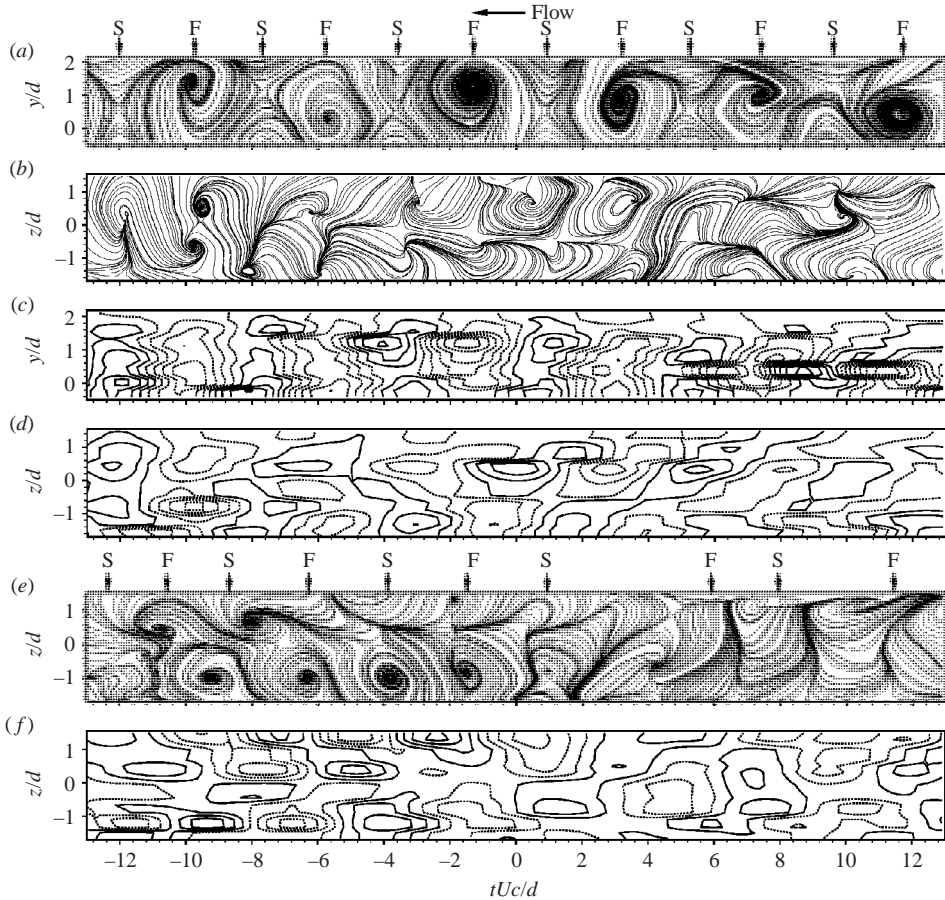 Flow
S F S F S F S F S F S F
(a)
y/d
2
1
0
(b)
z/d
1
0
−1
(c)
y/d
2
1
0
(d)
z/d
1
0
−1
S F S F S F S F S F
(e)
z/d
1
0
−1
(f)
z/d
1
0
−1
−12 −10 −8 −6 −4 −2 0 2 4 6 8 10 12
tUc/d